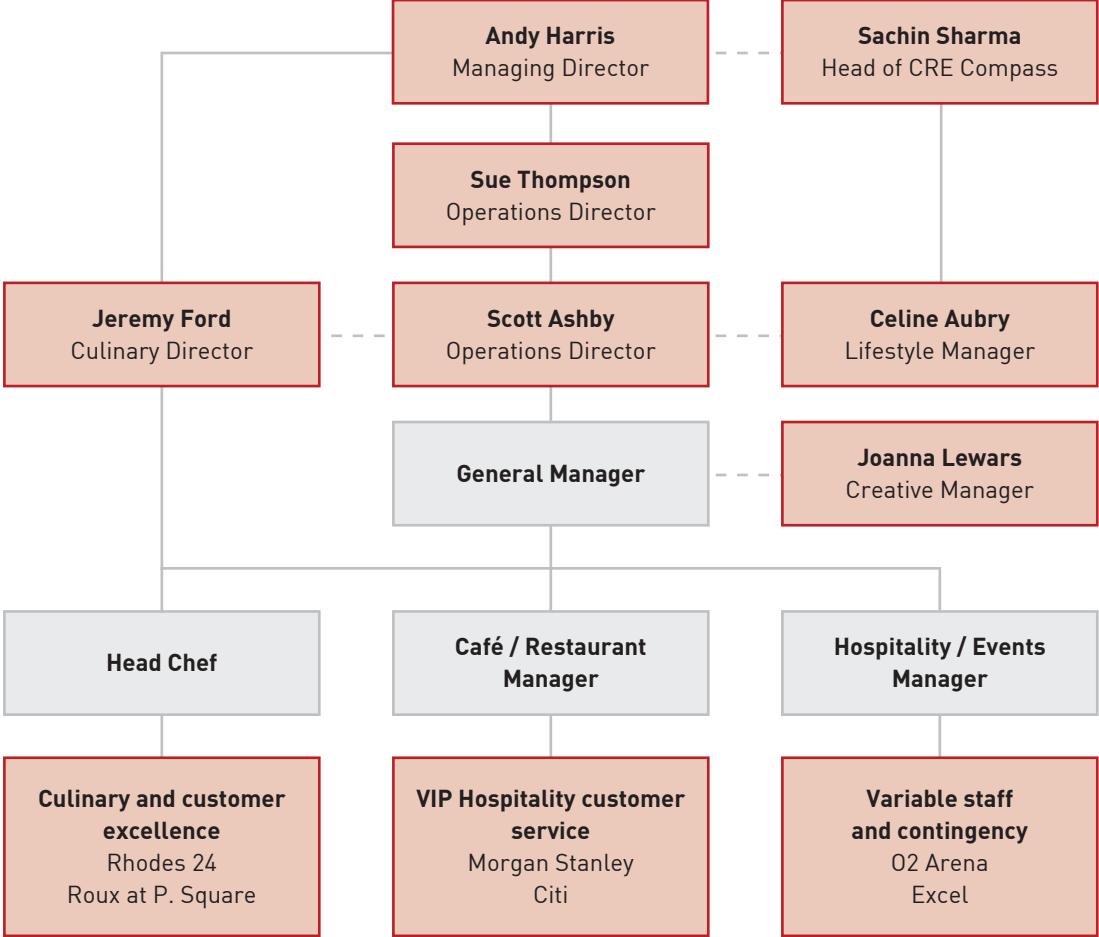 Andy Harris
Managing Director
Sachin Sharma
Head of CRE Compass
Sue Thompson
Operations Director
Jeremy Ford
Culinary Director
Scott Ashby
Operations Director
Celine Aubry
Lifestyle Manager
General Manager
Joanna Lewars
Creative Manager
Head Chef
Café / Restaurant
Manager
Hospitality / Events
Manager
Culinary and customer
excellence
Rhodes 24
Roux at P. Square
VIP Hospitality customer
service
Morgan Stanley
Citi
Variable staff
and contingency
O2 Arena
Excel